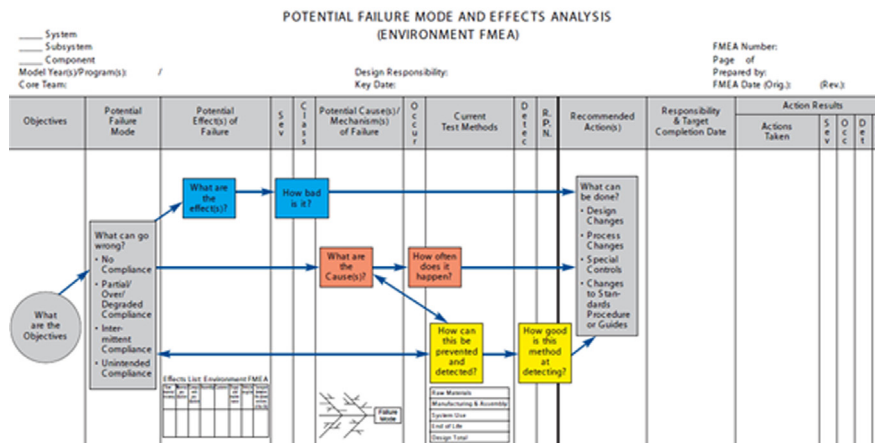 POTENTIAL FAILURE MODE AND EFFECTS ANALYSIS
(ENVIRONMENT FMEA)
_____ System
_____ Subsystem
_____ Component
Model Year(s)/Program(s): /
Core Team:
Design Responsibility:
Key Date:
FMEA Number:
Page of
Prepared by:
FMEA Date (Orig.): (Rev.):
Objectives
Potential
Failure
Mode
Potential
Effect(s) of
Failure
Sev
Class
Potential Cause(s)/
Mechanism(s)
of Failure
Occur
Current
Test Methods
Detec
R.P.N.
Recommended
Action(s)
Responsibility
& Target
Completion Date
Action Results
Actions
Taken
Sev
Occ
Det
What
are the
Objectives
What can go
wrong?
• No
Compliance
• Partial/
Over/
Degraded
Compliance
• Inter-
mittent
Compliance
• Unintended
Compliance
What are
the
effect(s)?
How bad
is it?
What are
the
Cause(s)?
How often
does it
happen?
How can
this be
prevented
and
detected?
How good
is this
method
at
detecting?
What can
be done?
• Design
Changes
• Process
Changes
• Special
Controls
• Changes
to Stan-
dards
Procedure
or Guides
Effects List: Environment FMEA
Failure
Mode
Raw Materials
Manufacturing & Assembly
System Use
End of Life
Design Total